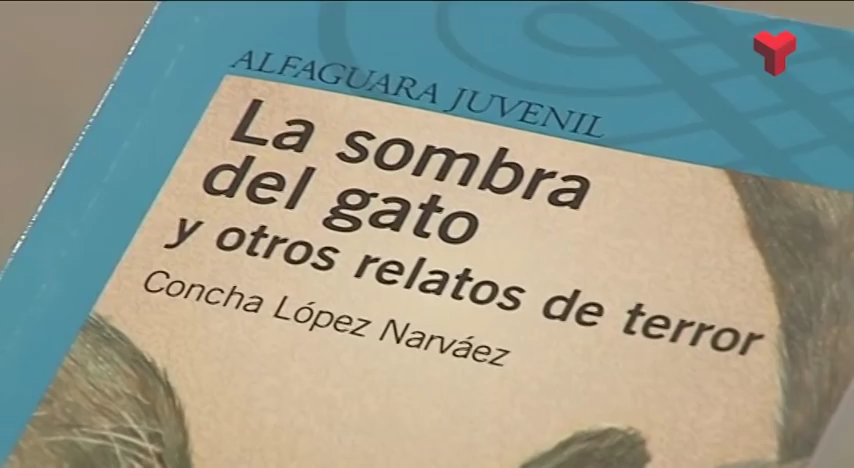 ALFAGUARA JUVENIL
La sombra
del gato
y otros relatos de terror
Concha López Narváez